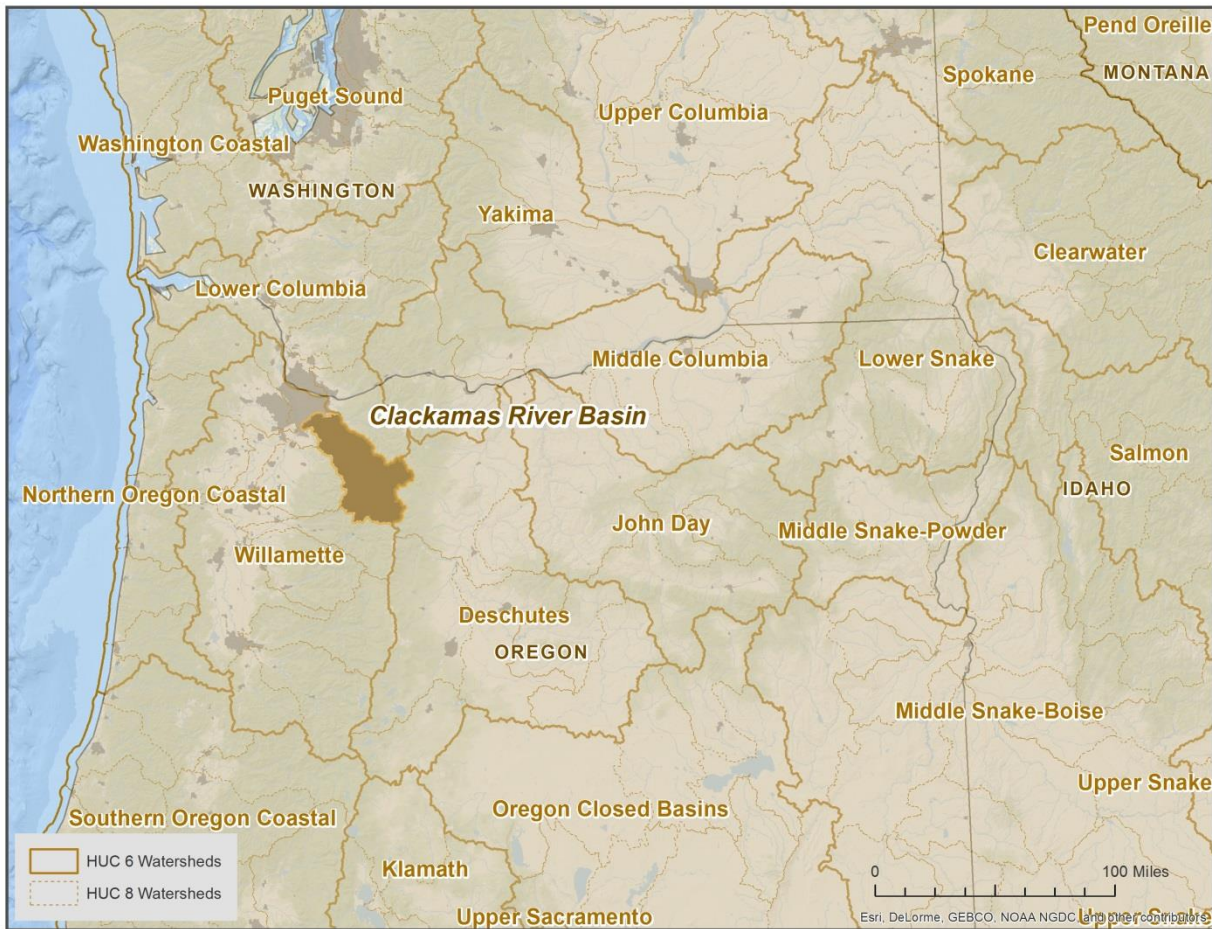 Pend Oreille
Spokane
MONTANA
Puget Sound
Upper Columbia
Washington Coastal
WASHINGTON
Yakima
Clearwater
Lower Columbia
Middle Columbia
Lower Snake
Clackamas River Basin
Salmon
Northern Oregon Coastal
IDAHO
John Day
Middle Snake-Powder
Willamette
Deschutes
OREGON
Middle Snake-Boise
Upper Snake
Oregon Closed Basins
Southern Oregon Coastal
HUC 6 Watersheds
HUC 8 Watersheds
Klamath
0 100 Miles
Upper Sacramento
Upper Snake
Esri, DeLorme, GEBCO, NOAA NGDC, and other contributors